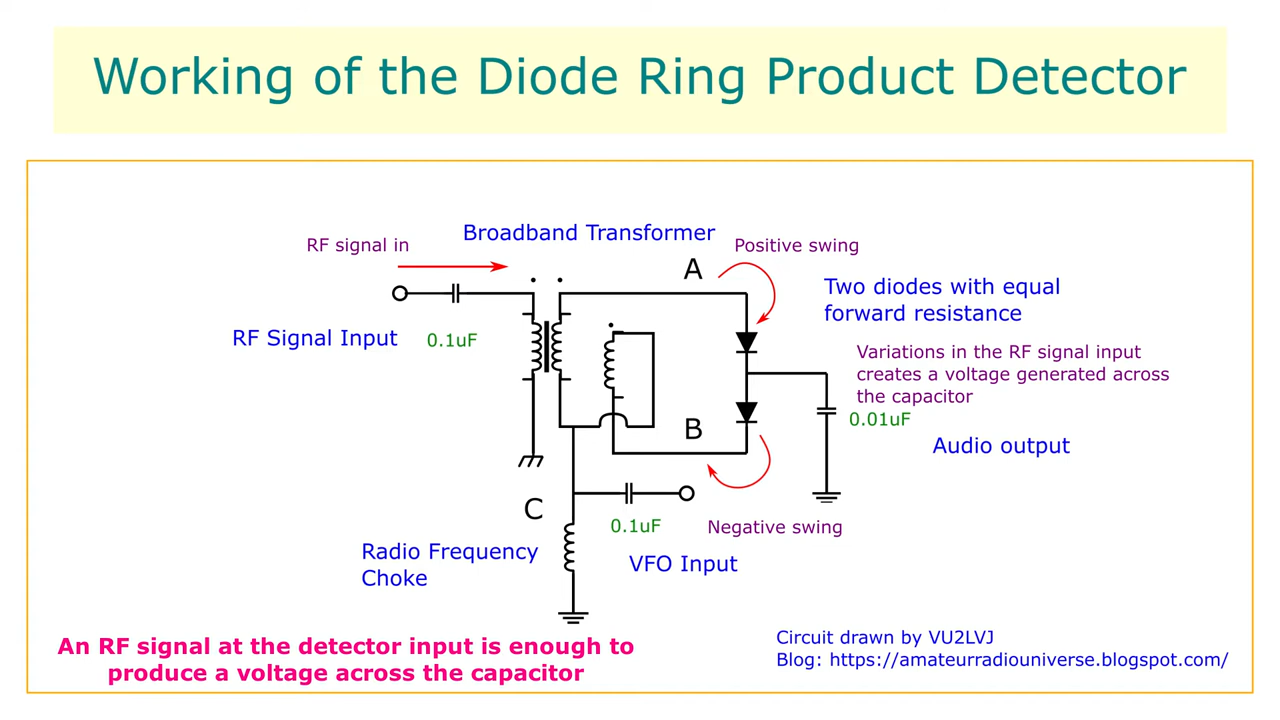 Working of the Diode Ring Product Detector
Broadband Transformer
RF signal in
Positive swing
A
Two diodes with equal
forward resistance
RF Signal Input
0.1uF
Variations in the RF signal input
creates a voltage generated across
the capacitor
0.01uF
B
Audio output
C
0.1uF
Negative swing
Radio Frequency
Choke
VFO Input
An RF signal at the detector input is enough to
produce a voltage across the capacitor
Circuit drawn by VU2LVJ
Blog: https://amateurradiouniverse.blogspot.com/